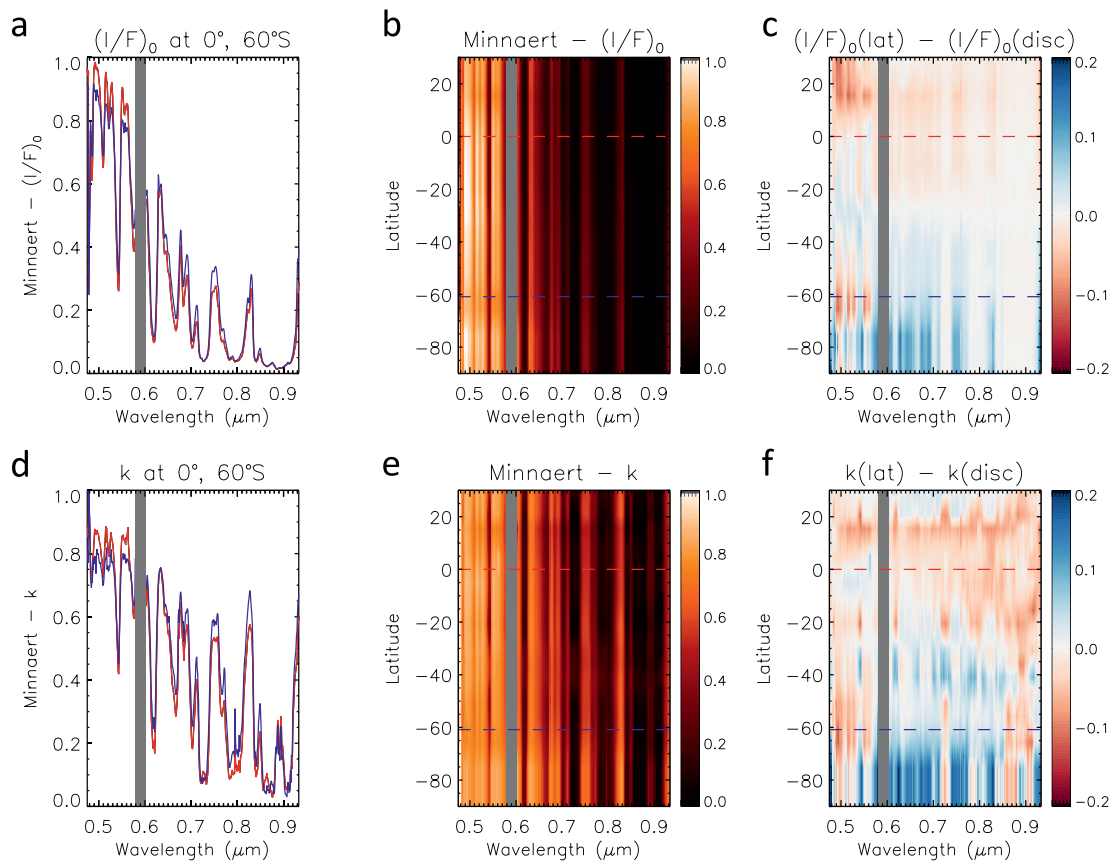 a
(I/F)₀ at 0°, 60°S
Minnaert − (I/F)₀
1.0
0.8
0.6
0.4
0.2
0.0
0.5 0.6 0.7 0.8 0.9
Wavelength (μm)
b
Minnaert − (I/F)₀
Latitude
20
0
−20
−40
−60
−80
0.5 0.6 0.7 0.8 0.9
Wavelength (μm)
1.0
0.8
0.6
0.4
0.2
0.0
c
(I/F)₀(lat) − (I/F)₀(disc)
Latitude
20
0
−20
−40
−60
−80
0.5 0.6 0.7 0.8 0.9
Wavelength (μm)
0.2
0.1
0.0
−0.1
−0.2
d
k at 0°, 60°S
Minnaert − k
1.0
0.8
0.6
0.4
0.2
0.0
0.5 0.6 0.7 0.8 0.9
Wavelength (μm)
e
Minnaert − k
Latitude
20
0
−20
−40
−60
−80
0.5 0.6 0.7 0.8 0.9
Wavelength (μm)
1.0
0.8
0.6
0.4
0.2
0.0
f
k(lat) − k(disc)
Latitude
20
0
−20
−40
−60
−80
0.5 0.6 0.7 0.8 0.9
Wavelength (μm)
0.2
0.1
0.0
−0.1
−0.2